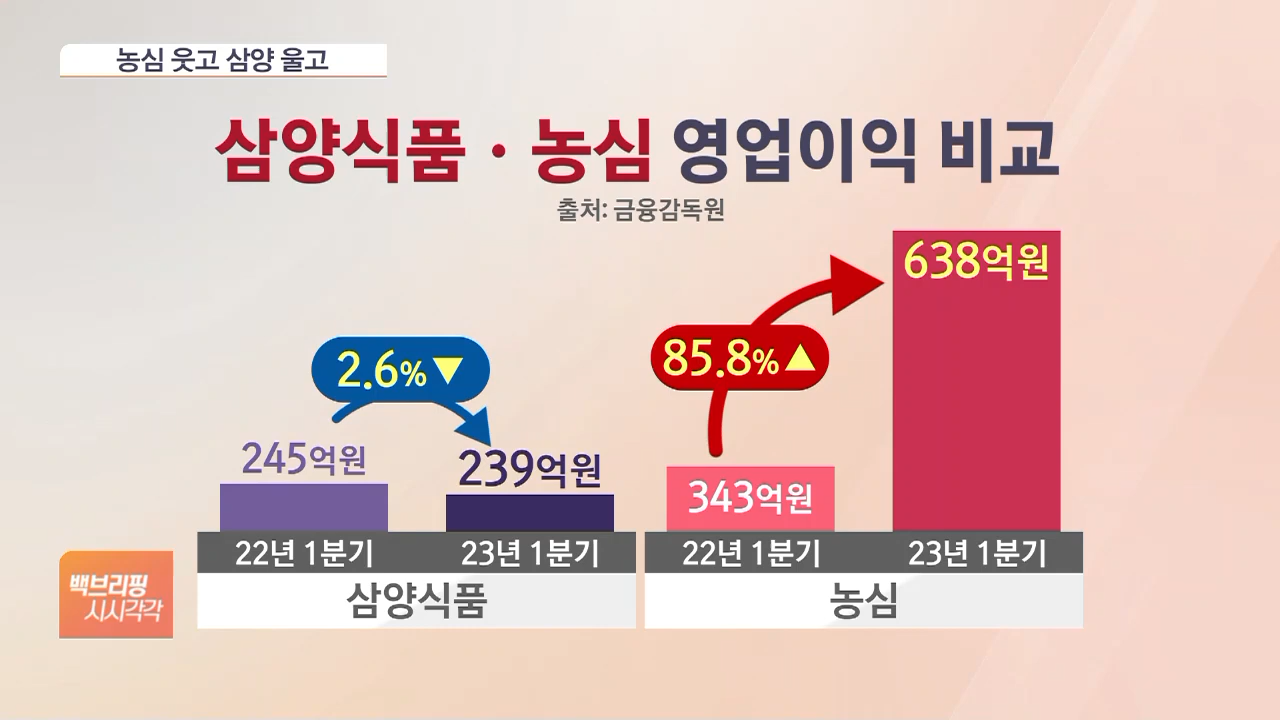 농심 웃고 삼양 울고
삼양식품 · 농심 영업이익 비교
출처: 금융감독원
638억원
2.6% ▼
85.8% ▲
245억원
239억원
343억원
22년 1분기
23년 1분기
22년 1분기
23년 1분기
삼양식품
농심
백브리핑
시시각각